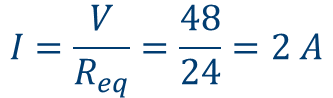 I = V / R_eq = 48 / 24 = 2 A